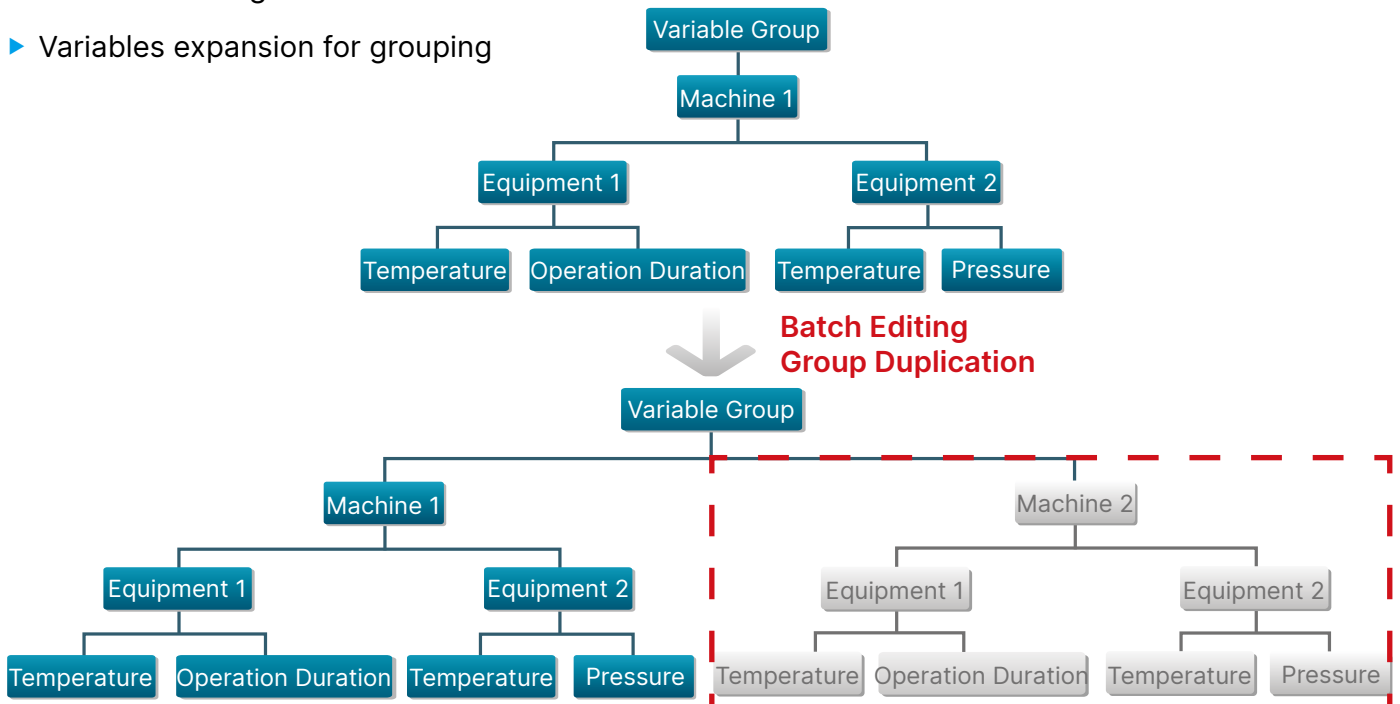 Variable Group
Variables expansion for grouping
Machine 1
Equipment 1 Equipment 2
Temperature Operation Duration Temperature Pressure
Batch Editing
Group Duplication
Variable Group
Machine 1 Machine 2
Equipment 1 Equipment 2 Equipment 1 Equipment 2
Temperature Operation Duration Temperature Pressure Temperature Operation Duration Temperature Pressure